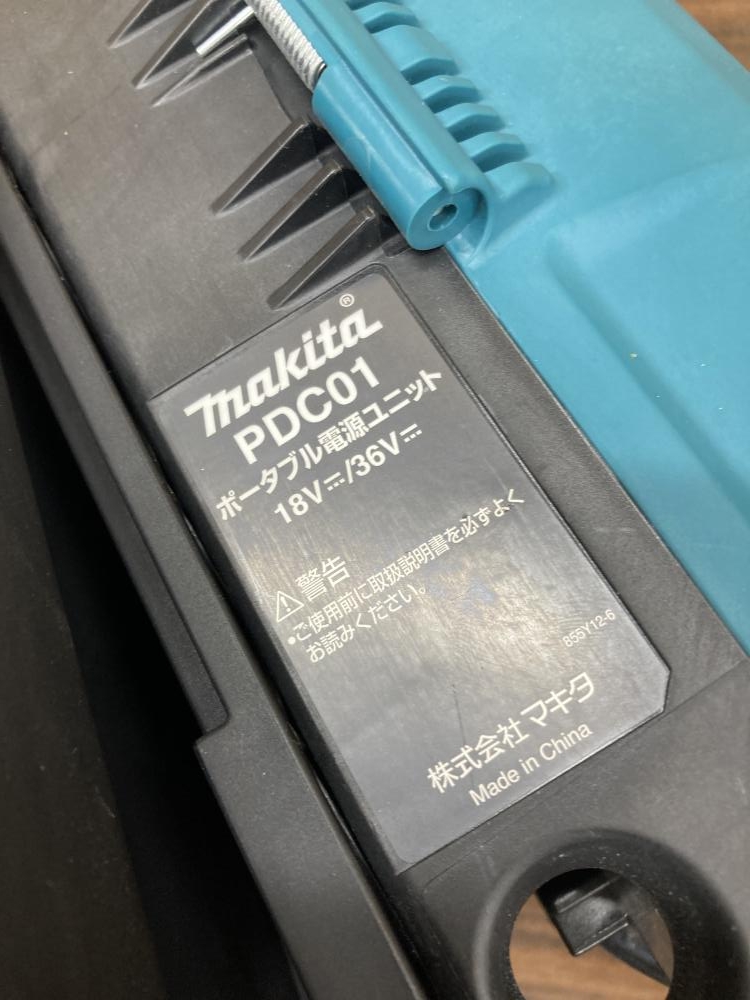 makita®
PDC01
ポータブル電源ユニット
18V⎓/36V⎓
⚠警告
•ご使用前に取扱説明書を必ずよく
お読みください。
855Y12-6
株式会社マキタ
Made in China